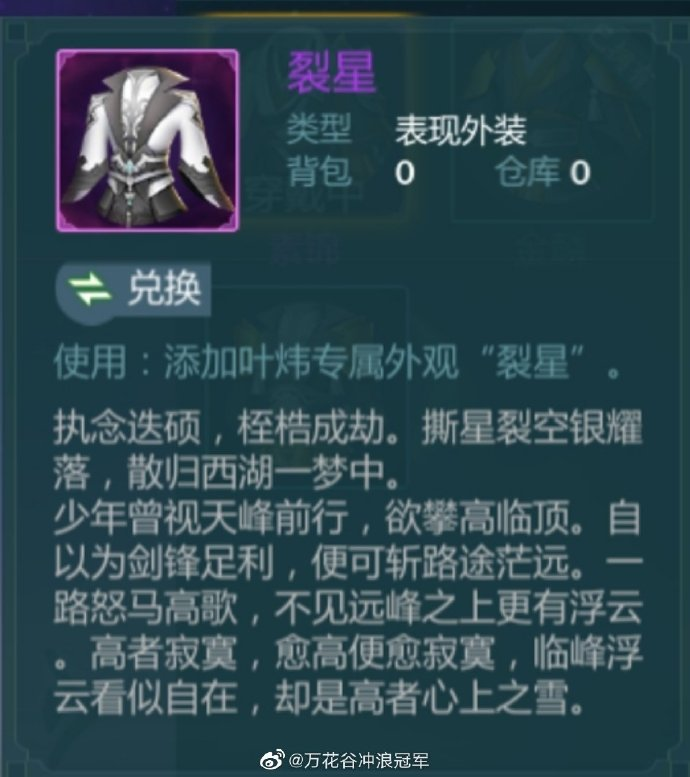 裂星
类型 表现外装
背包 0 仓库 0
穿戴中
兑换
使用：添加叶炜专属外观“裂星”。
执念迭硕，桎梏成劫。撕星裂空银耀
落，散归西湖一梦中。
少年曾视天峰前行，欲攀高临顶。自
以为剑锋足利，便可斩路途茫远。一
路怒马高歌，不见远峰之上更有浮云
。高者寂寞，愈高便愈寂寞，临峰浮
云看似自在，却是高者心上之雪。
@万花谷冲浪冠军